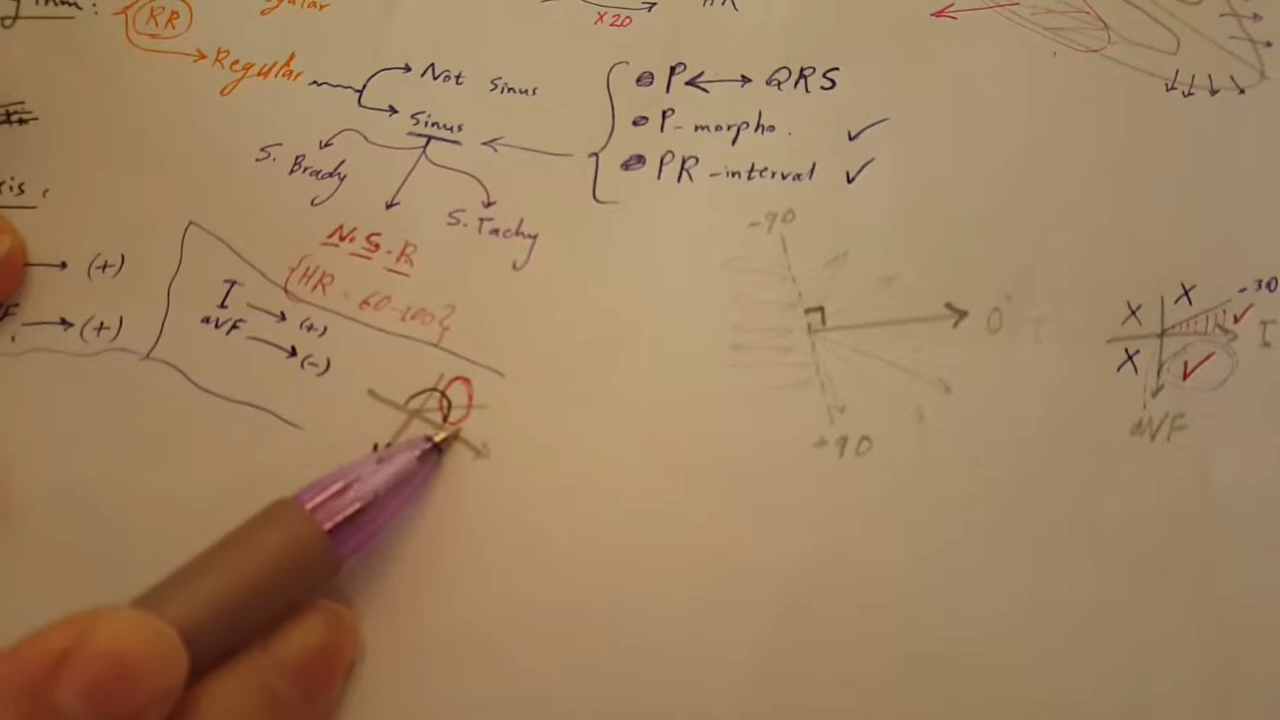 RR
x20
HR
Regular
Not Sinus
Sinus
S. Brady
S. Tachy
N.S.R
{HR = 60-100}
P ↔ QRS
P-morpho. ✓
PR-interval ✓
→ (+)
→ (+)
I → (+)
aVF → (-)
-90
0°
+90
X X -30
✓ I
X ✓
aVF